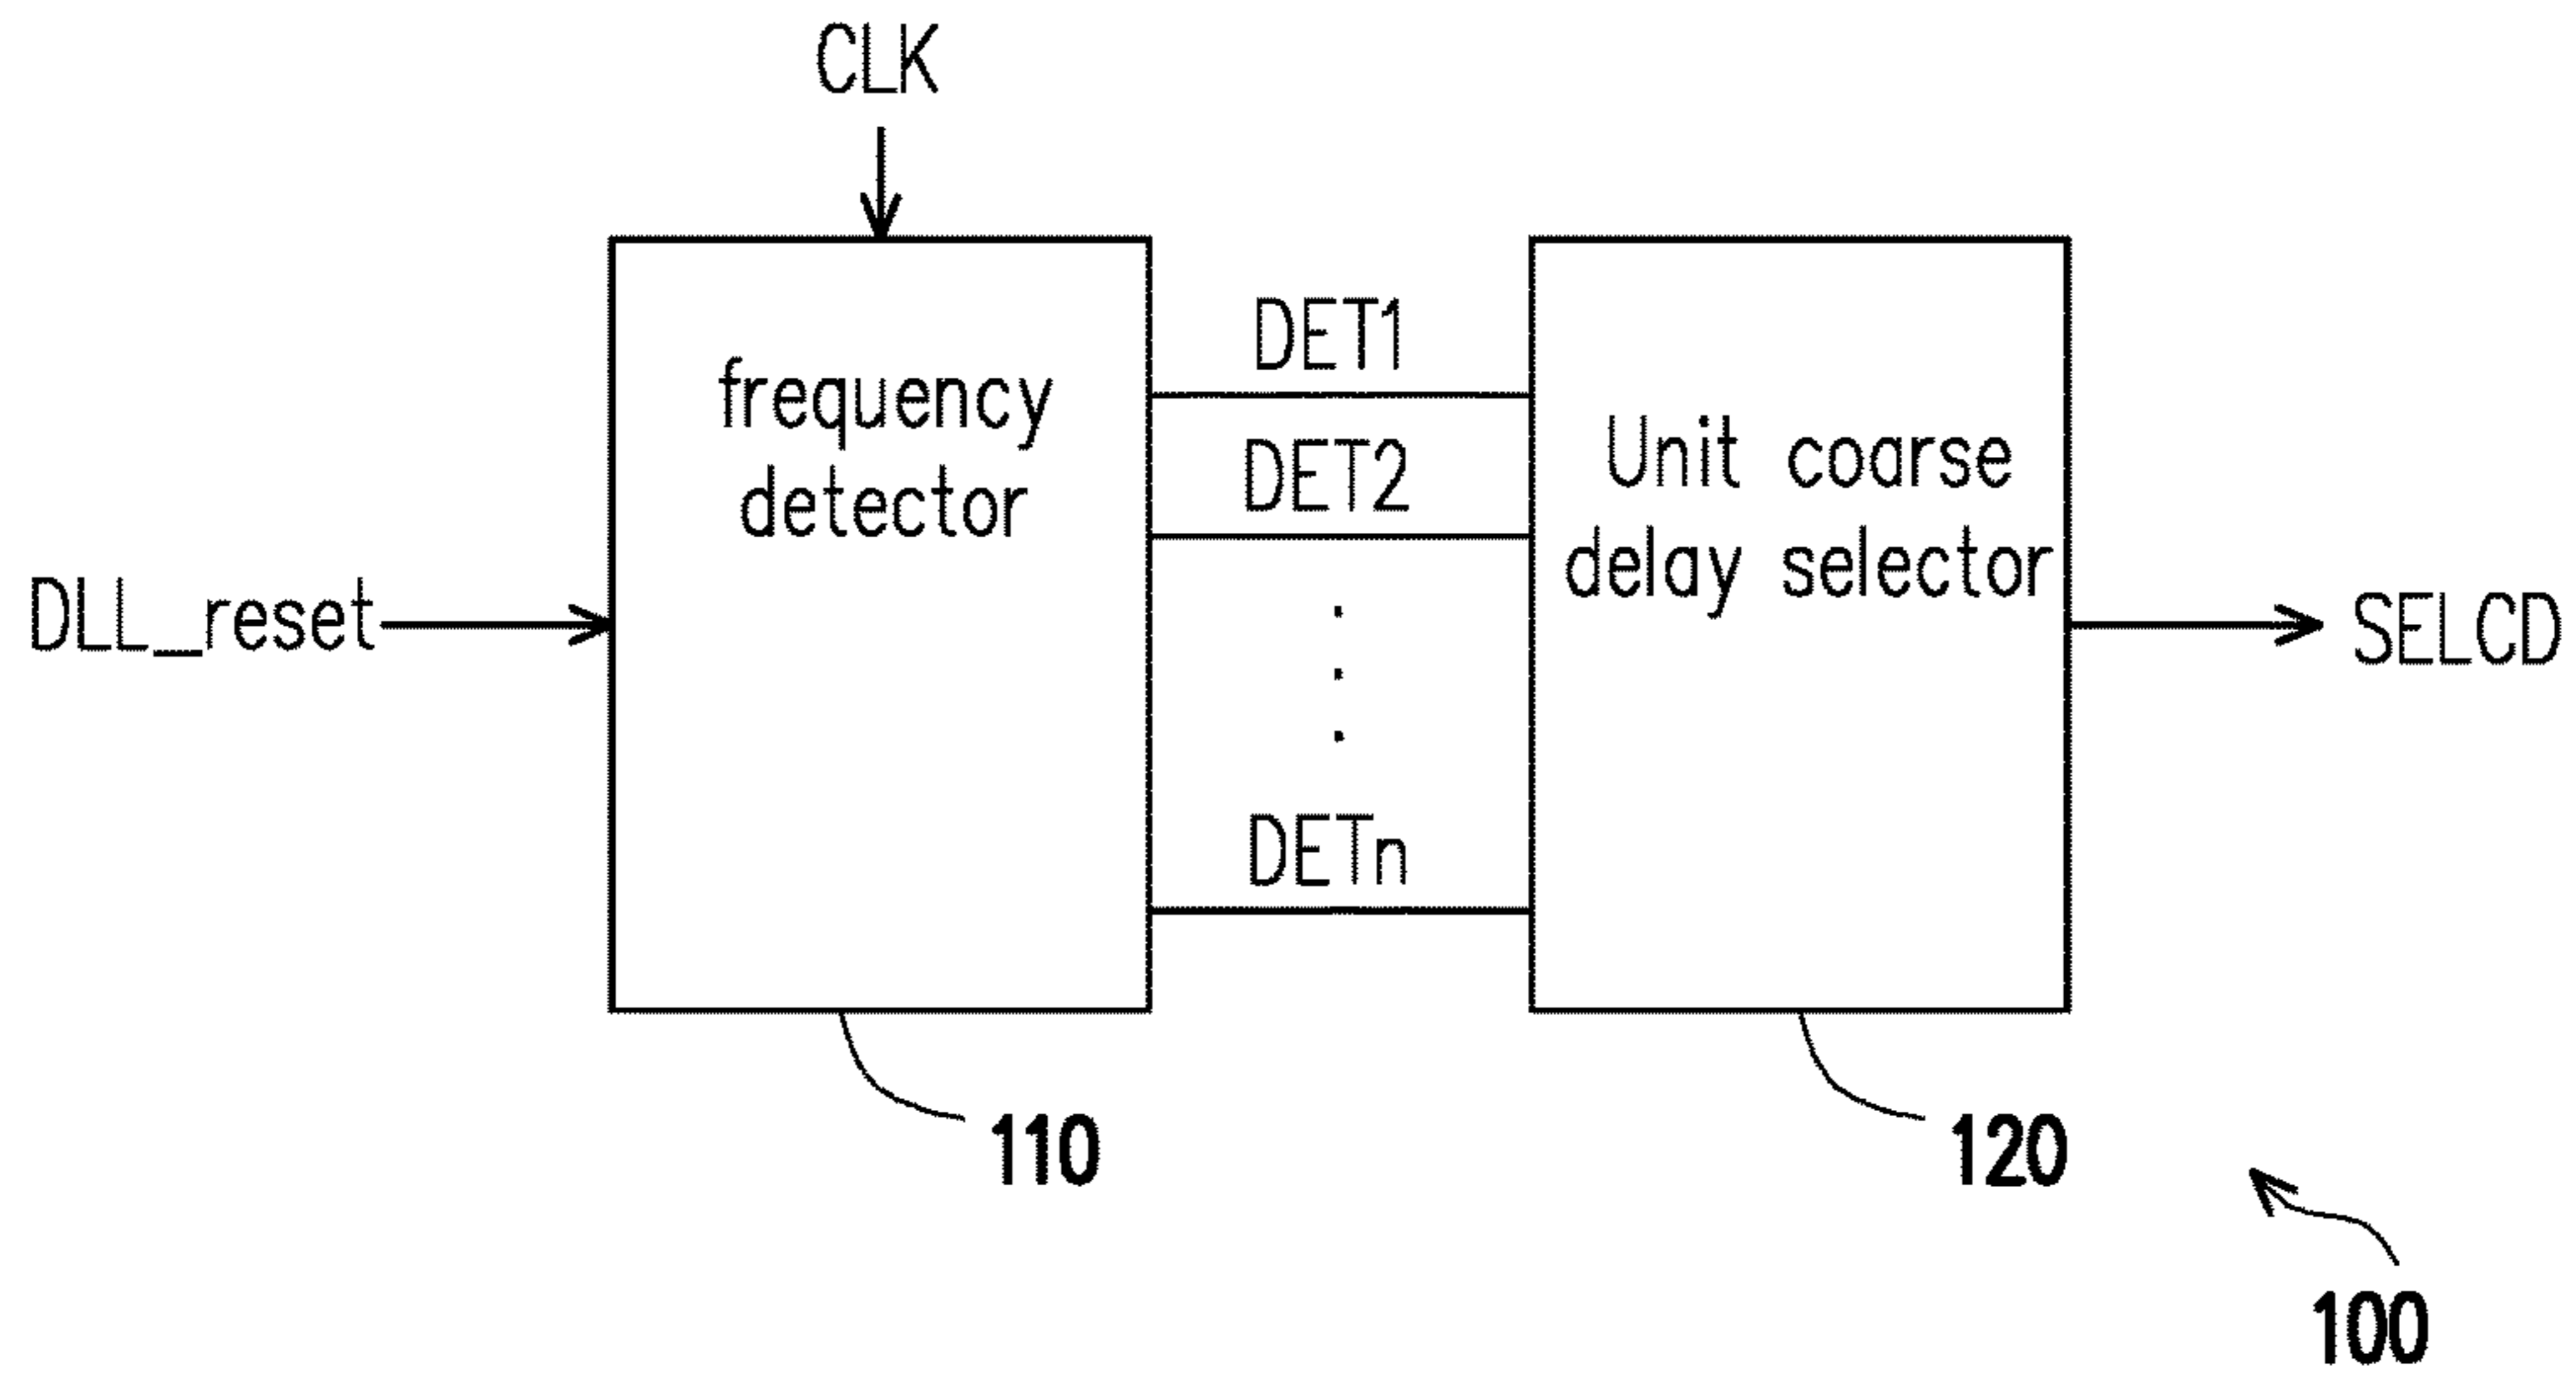 CLK
frequency
detector
DLL_reset
DET1
DET2
DETn
Unit coarse
delay selector
SELCD
110
120
100